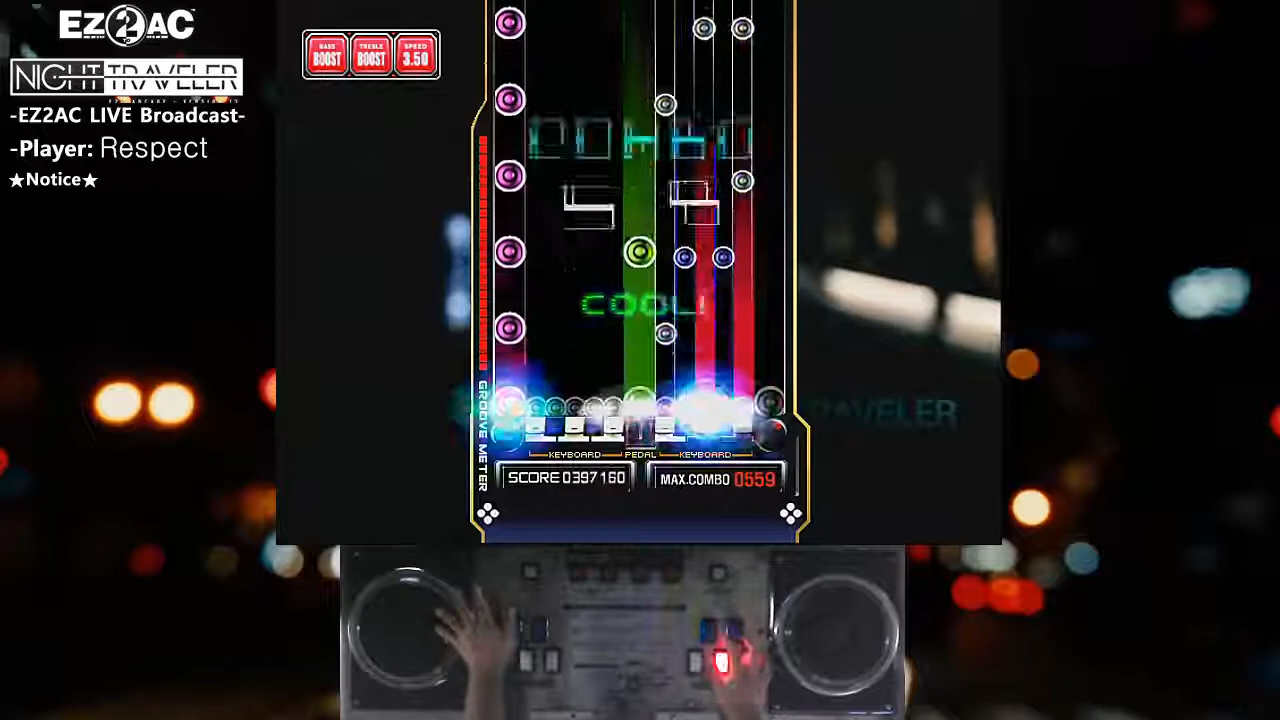 EZ2AC
TO
NIGHT TRAVELER
-EZ2AC LIVE Broadcast-
-Player: Respect
★Notice★
BASS BOOST
TREBLE BOOST
SPEED 3.50
COOL!
TRAVELER
GROOVE METER
KEYBOARD PEDAL KEYBOARD
SCORE 0397160
MAX.COMBO 0559